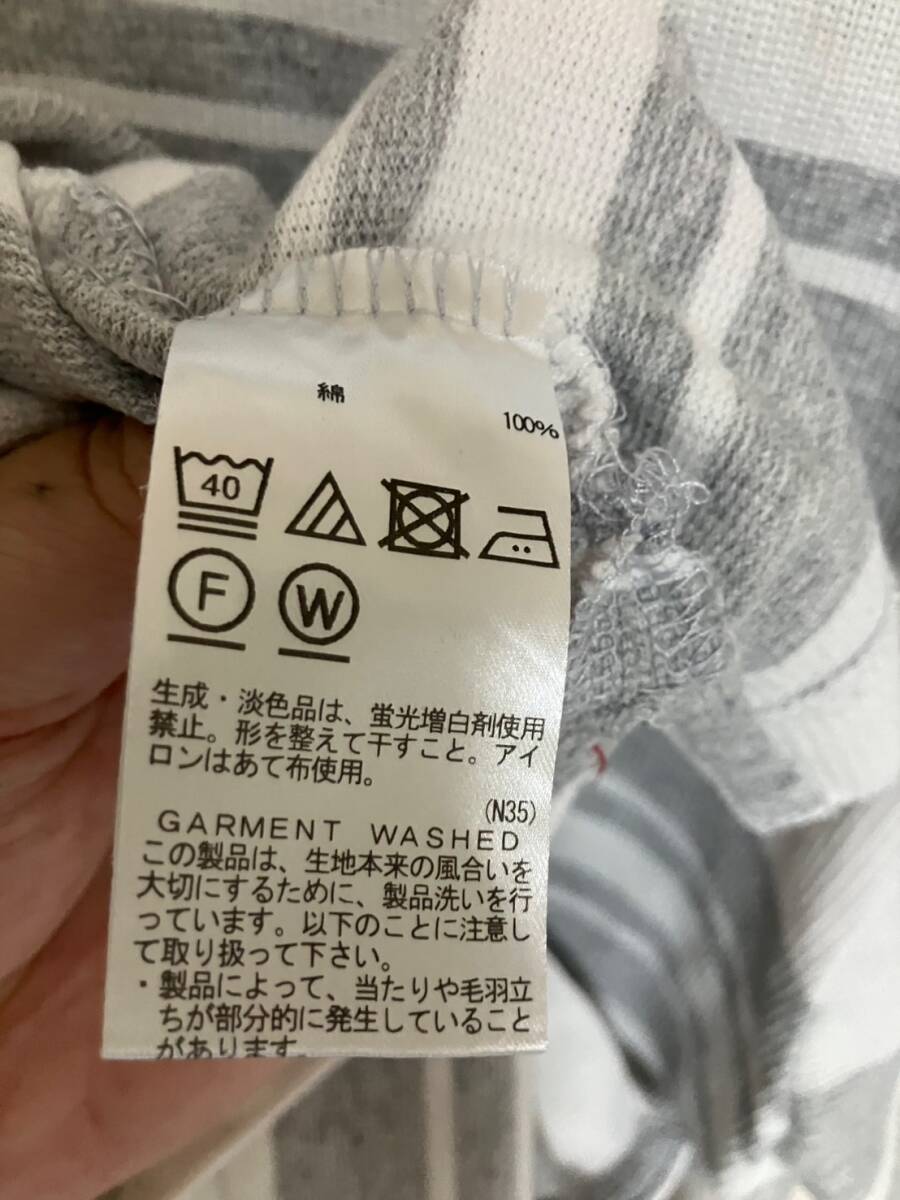 綿
100%
40
F W
生成・淡色品は、蛍光増白剤使用
禁止。形を整えて干すこと。アイ
ロンはあて布使用。
(N35)
GARMENT WASHED
この製品は、生地本来の風合いを
大切にするために、製品洗いを行
っています。以下のことに注意し
て取り扱って下さい。
・製品によって、当たりや毛羽立
ちが部分的に発生していること
があります。